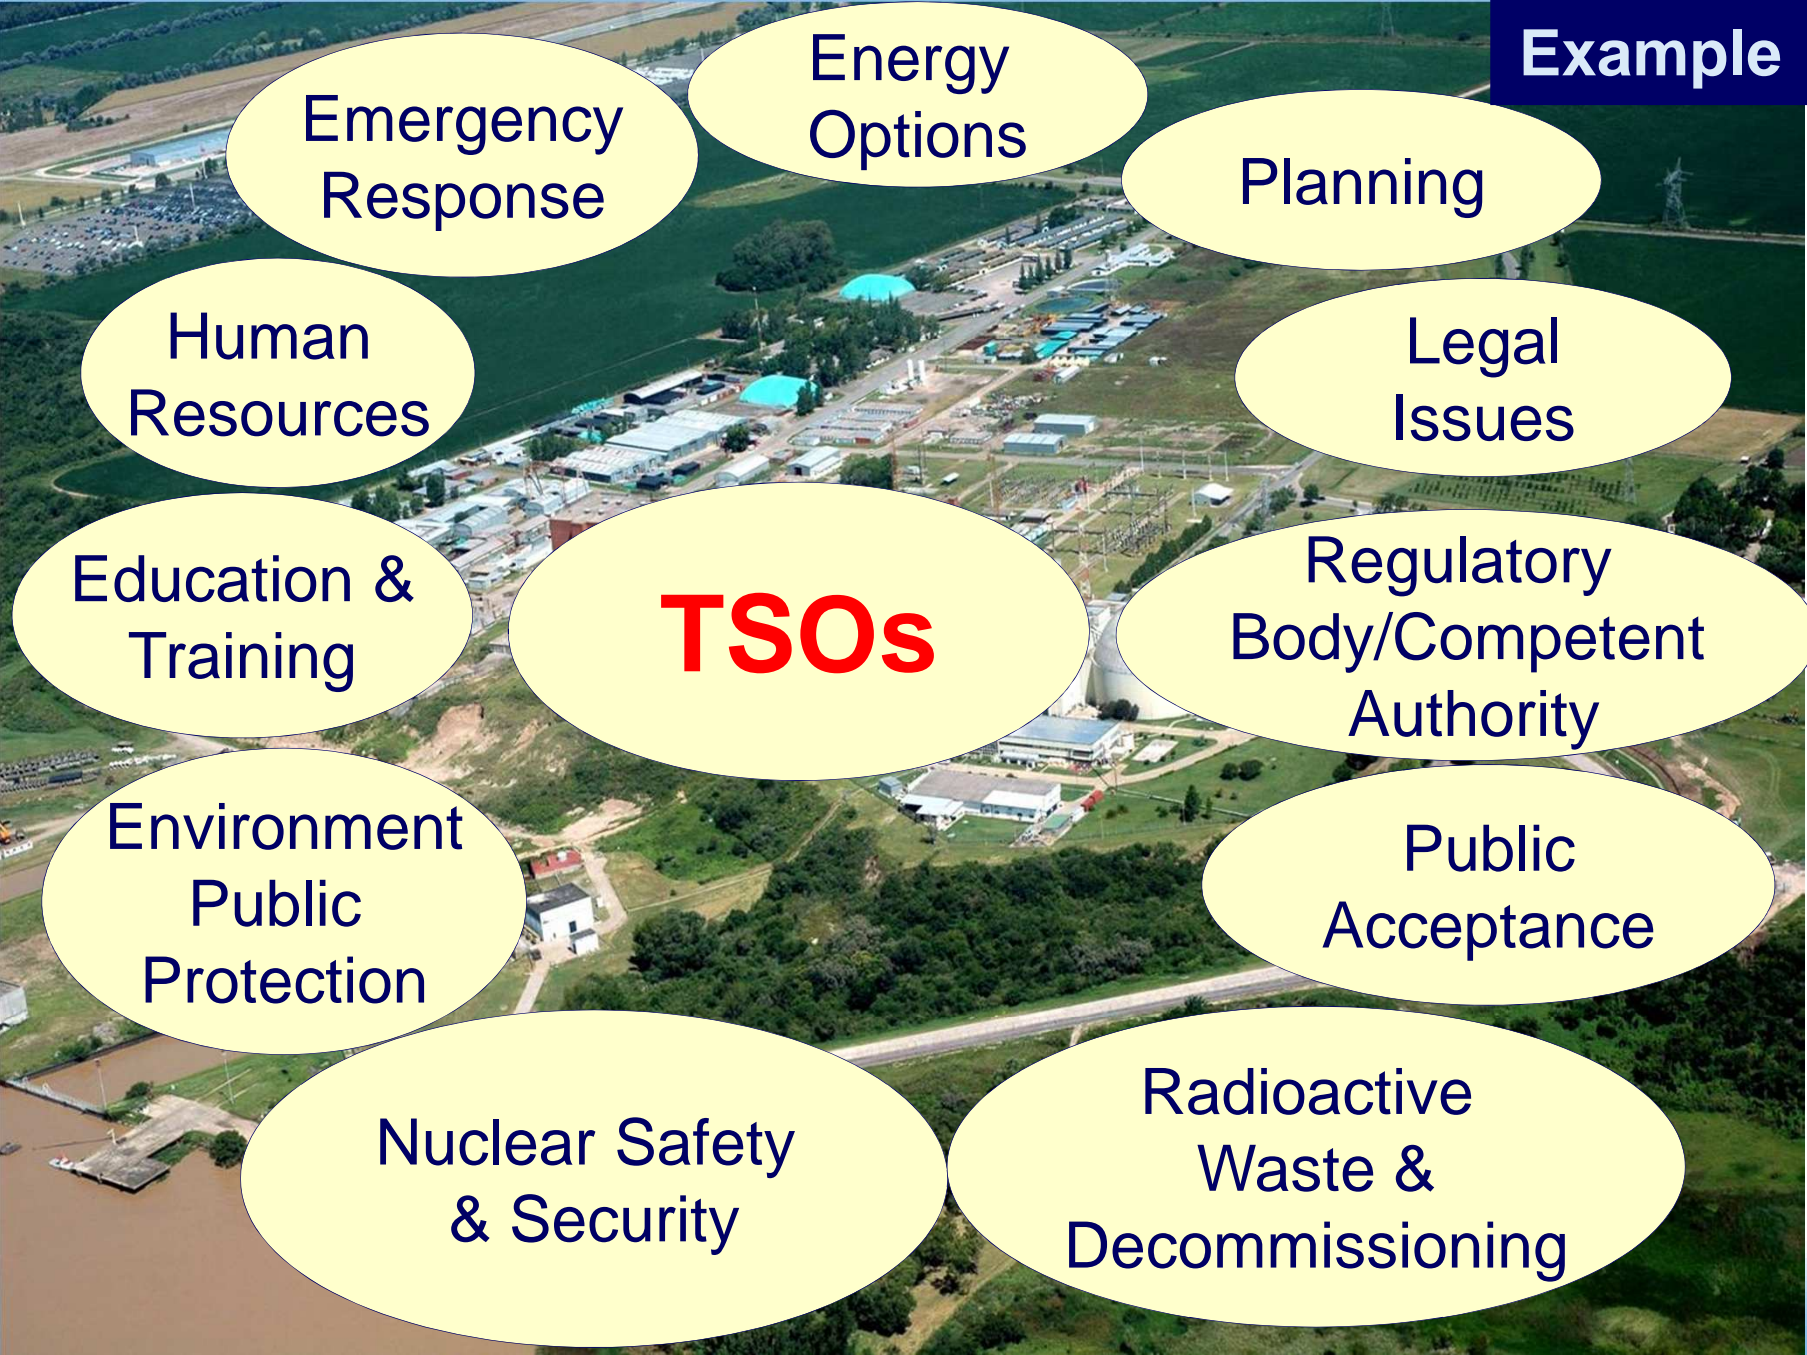 Example
Energy
Options
Emergency
Response
Planning
Human
Resources
Legal
Issues
Education &
Training
TSOs
Regulatory
Body/Competent
Authority
Environment
Public
Protection
Public
Acceptance
Nuclear Safety
& Security
Radioactive
Waste &
Decommissioning